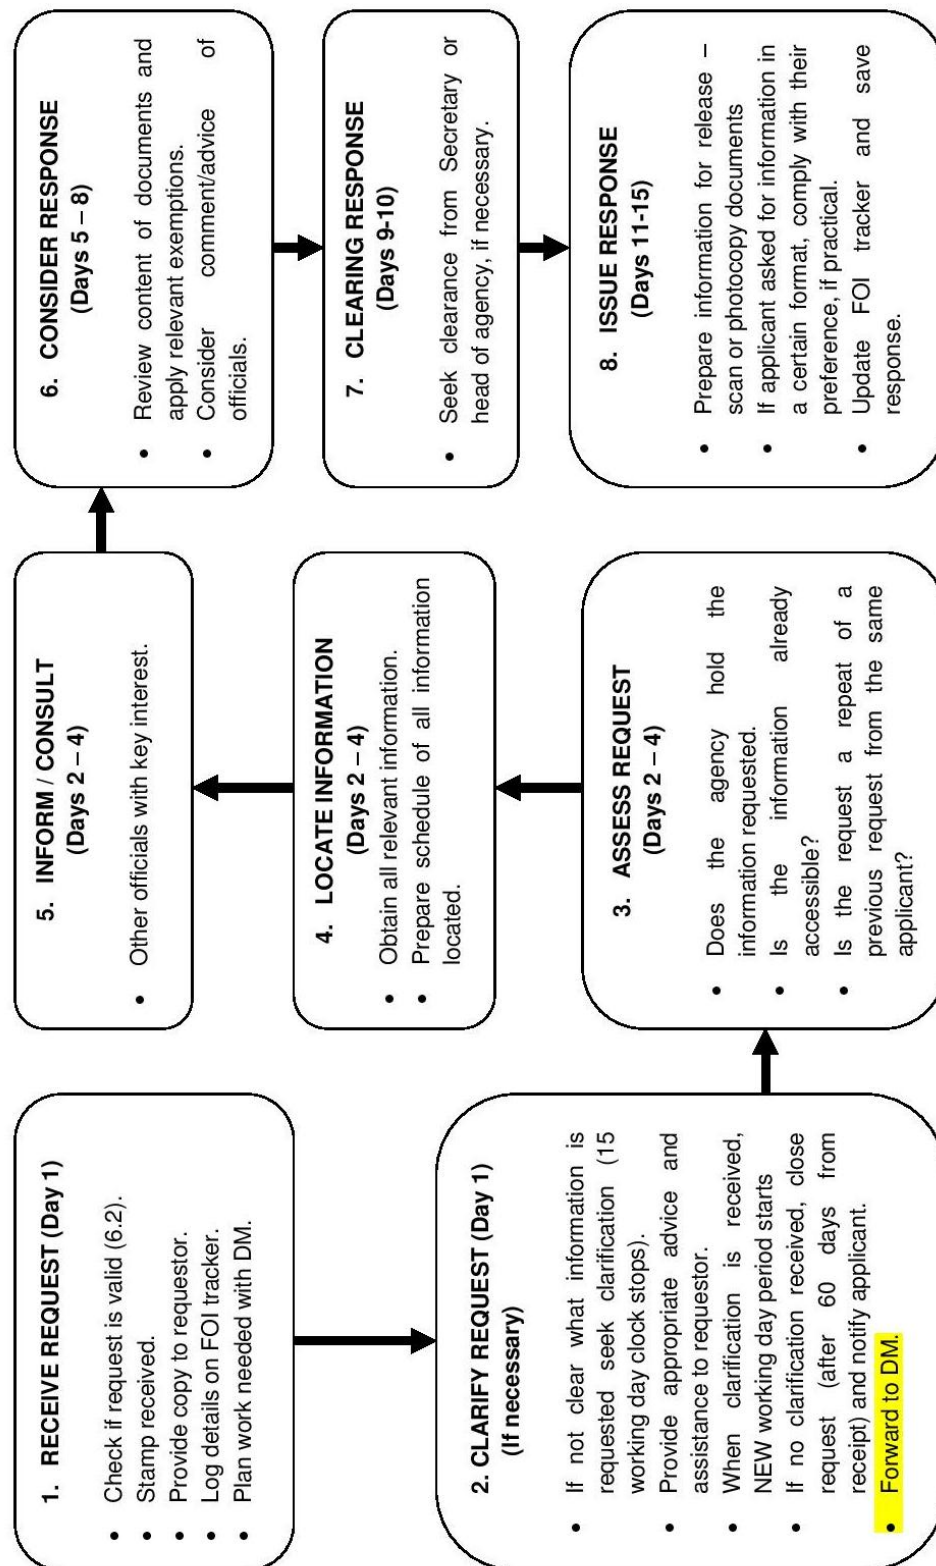 1. RECEIVE REQUEST (Day 1)
• Check if request is valid (6.2).
• Stamp received.
• Provide copy to requestor.
• Log details on FOI tracker.
• Plan work needed with DM.
2. CLARIFY REQUEST (Day 1)
(If necessary)
• If not clear what information is
requested seek clarification (15
working day clock stops).
• Provide appropriate advice and
assistance to requestor.
• When clarification is received,
NEW working day period starts
• If no clarification received, close
request (after 60 days from
receipt) and notify applicant.
• Forward to DM.
3. ASSESS REQUEST
(Days 2 – 4)
• Does the agency hold the
information requested.
• Is the information already
accessible?
• Is the request a repeat of a
previous request from the same
applicant?
4. LOCATE INFORMATION
(Days 2 – 4)
• Obtain all relevant information.
• Prepare schedule of all information
located.
5. INFORM / CONSULT
(Days 2 – 4)
• Other officials with key interest.
6. CONSIDER RESPONSE
(Days 5 – 8)
• Review content of documents and
apply relevant exemptions.
• Consider comment/advice of
officials.
7. CLEARING RESPONSE
(Days 9-10)
• Seek clearance from Secretary or
head of agency, if necessary.
8. ISSUE RESPONSE
(Days 11-15)
• Prepare information for release –
scan or photocopy documents
• If applicant asked for information in
a certain format, comply with their
preference, if practical.
• Update FOI tracker and save
response.